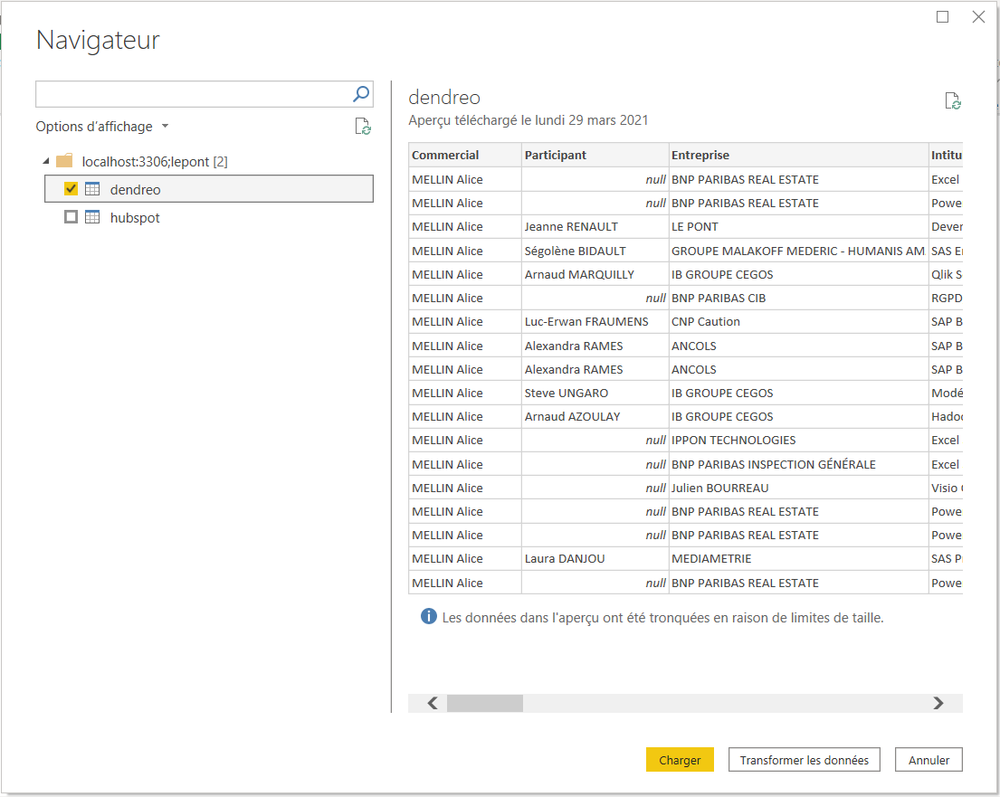 Navigateur
Options d'affichage
localhost:3306;lepont [2]
dendreo
hubspot
dendreo
Aperçu téléchargé le lundi 29 mars 2021
Commercial Participant Entreprise Intitu
MELLIN Alice null BNP PARIBAS REAL ESTATE Excel
MELLIN Alice null BNP PARIBAS REAL ESTATE Powe
MELLIN Alice Jeanne RENAULT LE PONT Dever
MELLIN Alice Ségolène BIDAULT GROUPE MALAKOFF MEDERIC - HUMANIS AM SAS En
MELLIN Alice Arnaud MARQUILLY IB GROUPE CEGOS Qlik S
MELLIN Alice null BNP PARIBAS CIB RGPD
MELLIN Alice Luc-Erwan FRAUMENS CNP Caution SAP B
MELLIN Alice Alexandra RAMES ANCOLS SAP B
MELLIN Alice Alexandra RAMES ANCOLS SAP B
MELLIN Alice Steve UNGARO IB GROUPE CEGOS Modé
MELLIN Alice Arnaud AZOULAY IB GROUPE CEGOS Hadoo
MELLIN Alice null IPPON TECHNOLOGIES Excel
MELLIN Alice null BNP PARIBAS INSPECTION GÉNÉRALE Excel
MELLIN Alice null Julien BOURREAU Visio
MELLIN Alice null BNP PARIBAS REAL ESTATE Powe
MELLIN Alice null BNP PARIBAS REAL ESTATE Powe
MELLIN Alice Laura DANJOU MEDIAMETRIE SAS P
MELLIN Alice null BNP PARIBAS REAL ESTATE Powe
Les données dans l'aperçu ont été tronquées en raison de limites de taille.
Charger Transformer les données Annuler